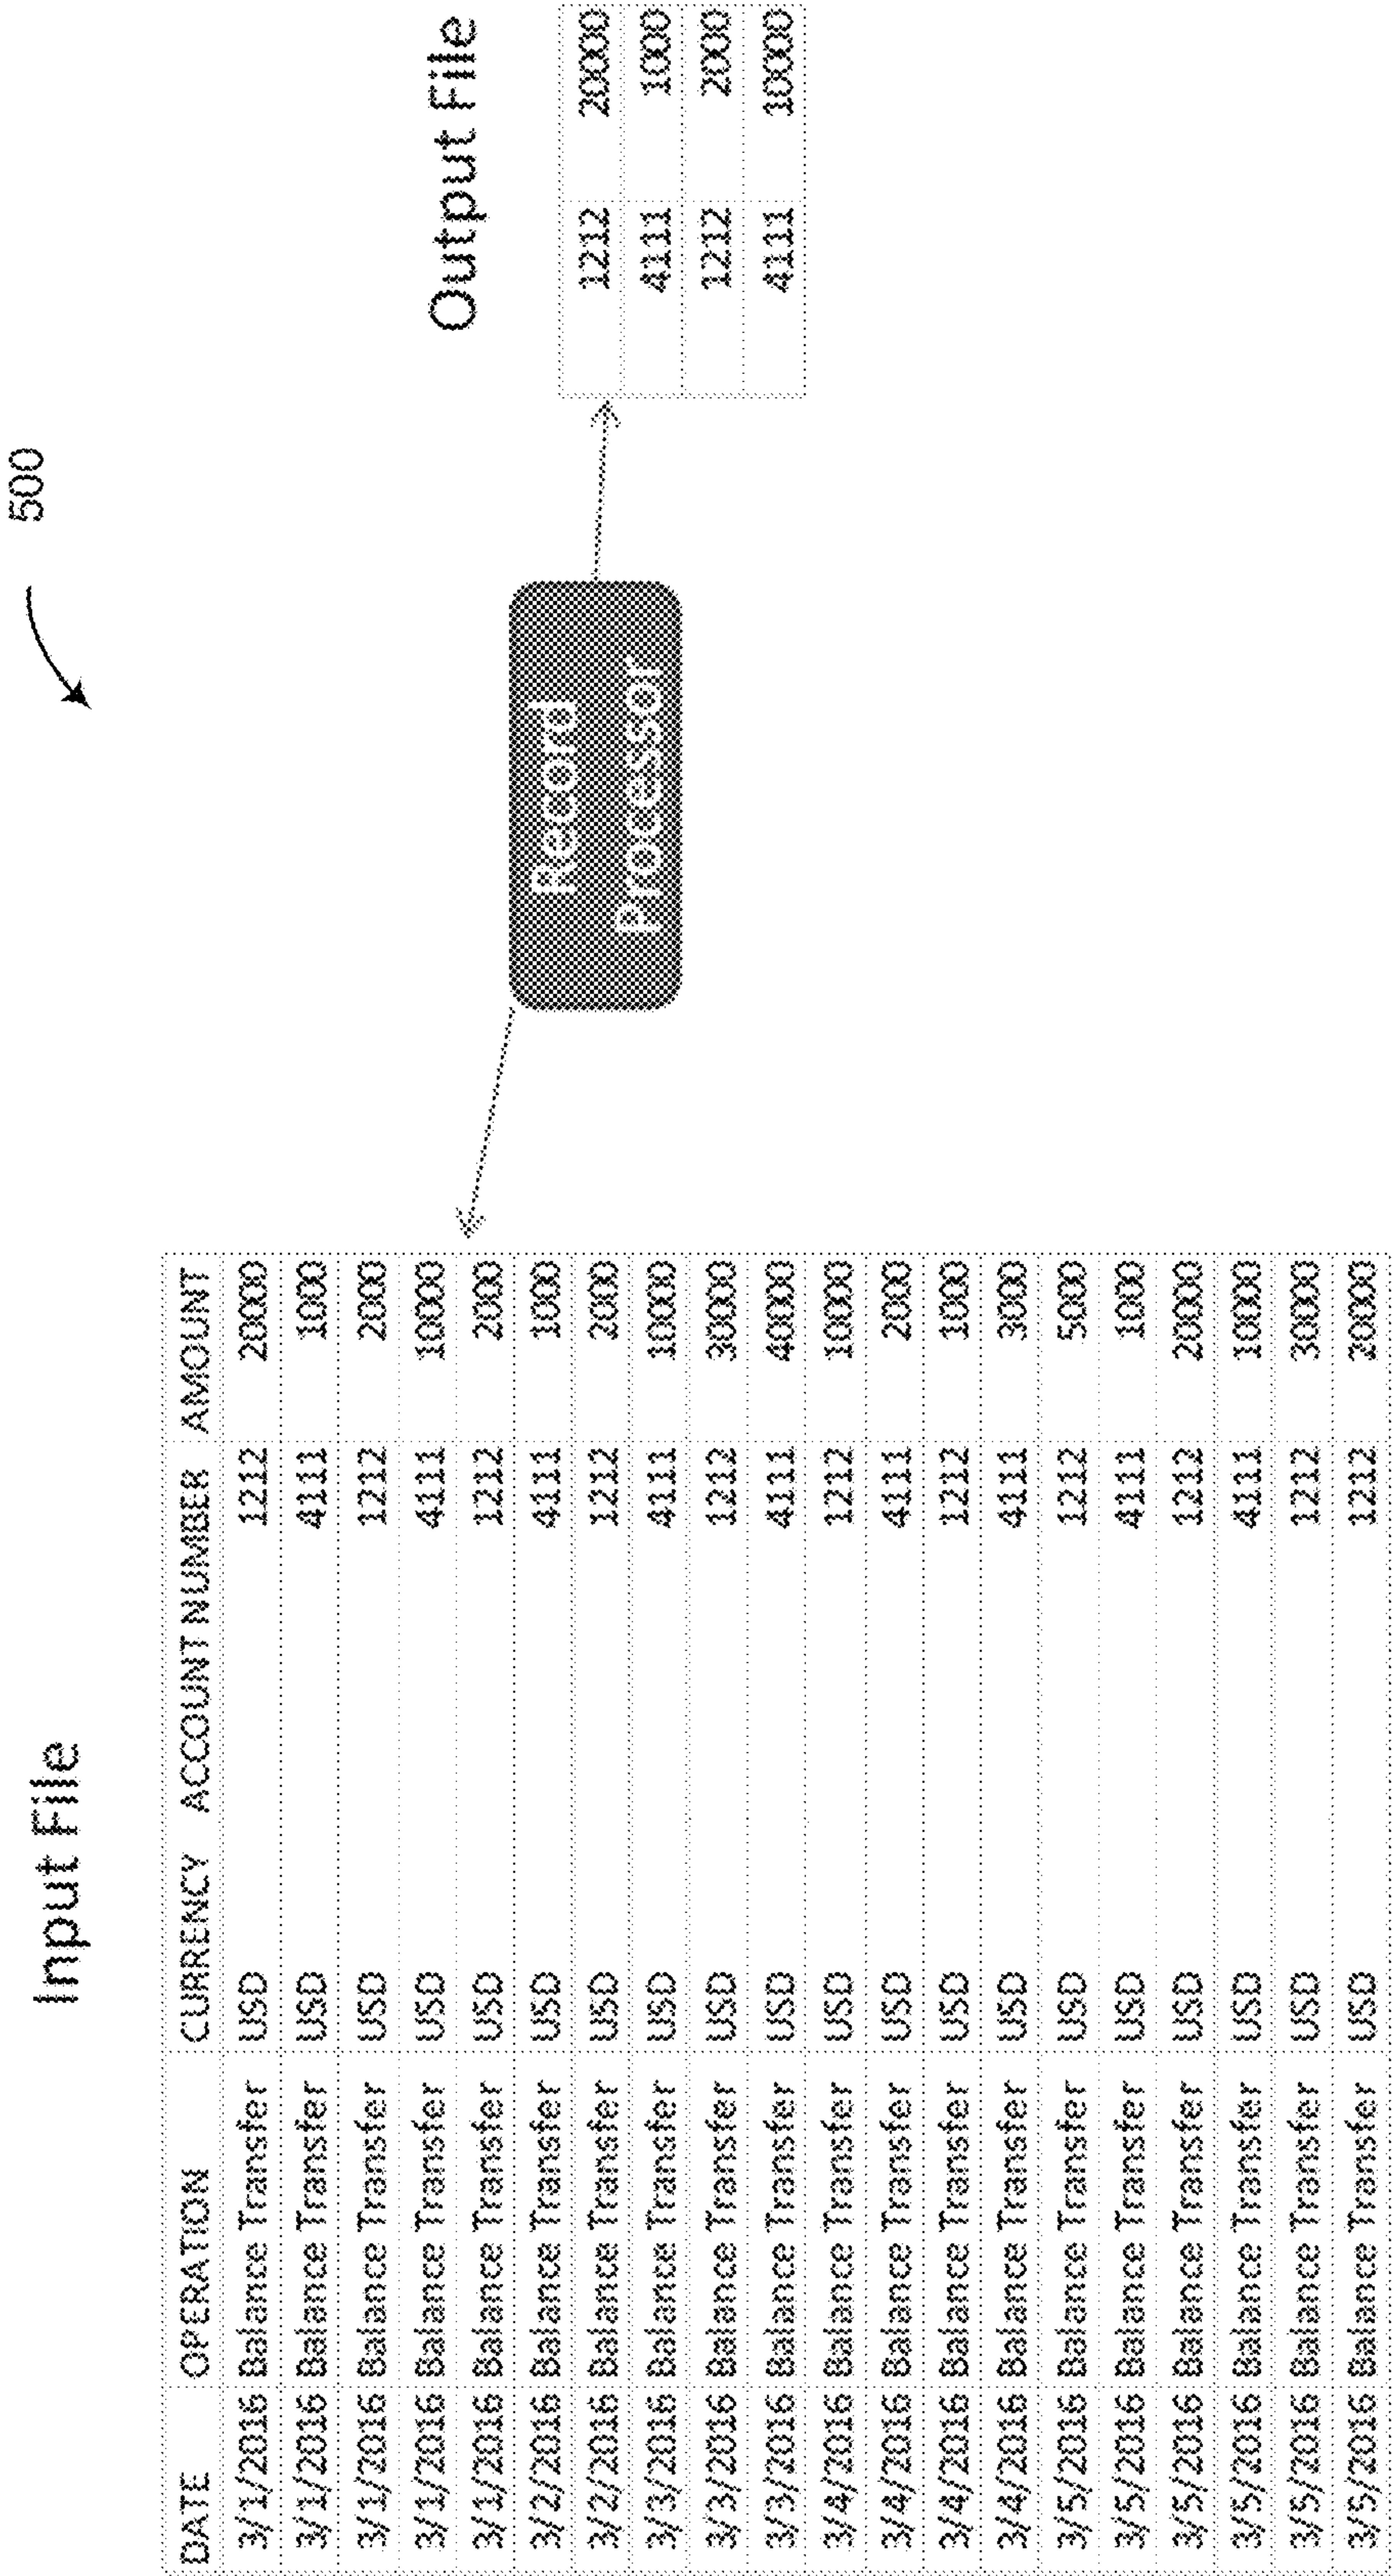 500
Input File
DATE OPERATION CURRENCY ACCOUNT NUMBER AMOUNT
3/1/2016 Balance Transfer USD 1212 20000
3/1/2016 Balance Transfer USD 4111 1000
3/1/2016 Balance Transfer USD 1212 2000
3/1/2016 Balance Transfer USD 4111 10000
3/1/2016 Balance Transfer USD 1212 2000
3/2/2016 Balance Transfer USD 4111 1000
3/2/2016 Balance Transfer USD 1212 2000
3/3/2016 Balance Transfer USD 4111 10000
3/3/2016 Balance Transfer USD 1212 30000
3/3/2016 Balance Transfer USD 4111 40000
3/4/2016 Balance Transfer USD 1212 10000
3/4/2016 Balance Transfer USD 4111 2000
3/4/2016 Balance Transfer USD 1212 1000
3/4/2016 Balance Transfer USD 4111 3000
3/5/2016 Balance Transfer USD 1212 5000
3/5/2016 Balance Transfer USD 4111 1000
3/5/2016 Balance Transfer USD 1212 20000
3/5/2016 Balance Transfer USD 4111 10000
3/5/2016 Balance Transfer USD 1212 30000
3/5/2016 Balance Transfer USD 1212 20000
Record
Processor
Output File
1212 20000
4111 1000
1212 2000
4111 10000